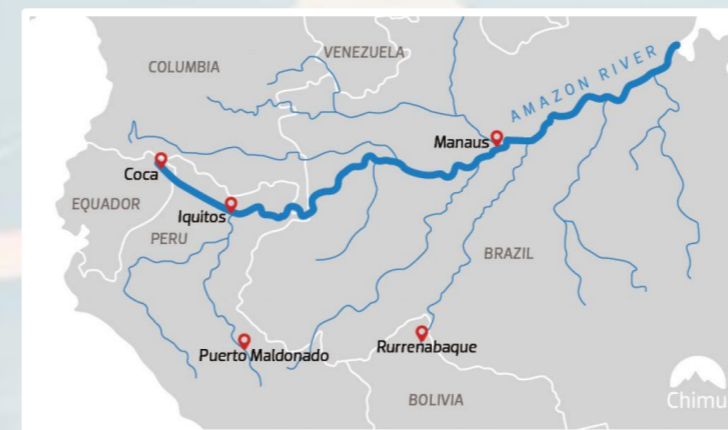 VENEZUELA
COLUMBIA
AMAZON RIVER
Manaus
Coca
EQUADOR
Iquitos
PERU
BRAZIL
Puerto Maldonado
Rurrenabaque
BOLIVIA
Chimu